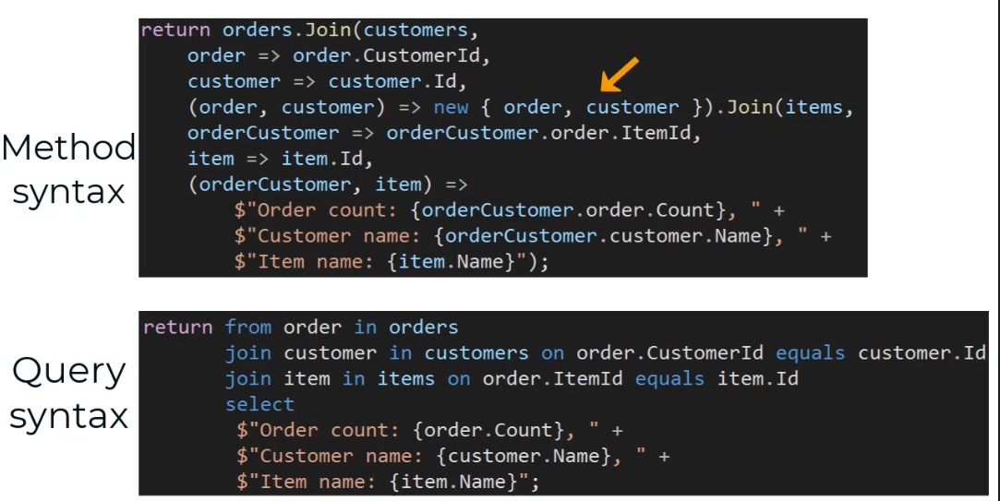 Method
syntax
return orders.Join(customers,
order => order.CustomerId,
customer => customer.Id,
(order, customer) => new { order, customer }).Join(items,
orderCustomer => orderCustomer.order.ItemId,
item => item.Id,
(orderCustomer, item) =>
$"Order count: {orderCustomer.order.Count}, " +
$"Customer name: {orderCustomer.customer.Name}, " +
$"Item name: {item.Name}");
Query
syntax
return from order in orders
join customer in customers on order.CustomerId equals customer.Id
join item in items on order.ItemId equals item.Id
select
$"Order count: {order.Count}, " +
$"Customer name: {customer.Name}, " +
$"Item name: {item.Name}";